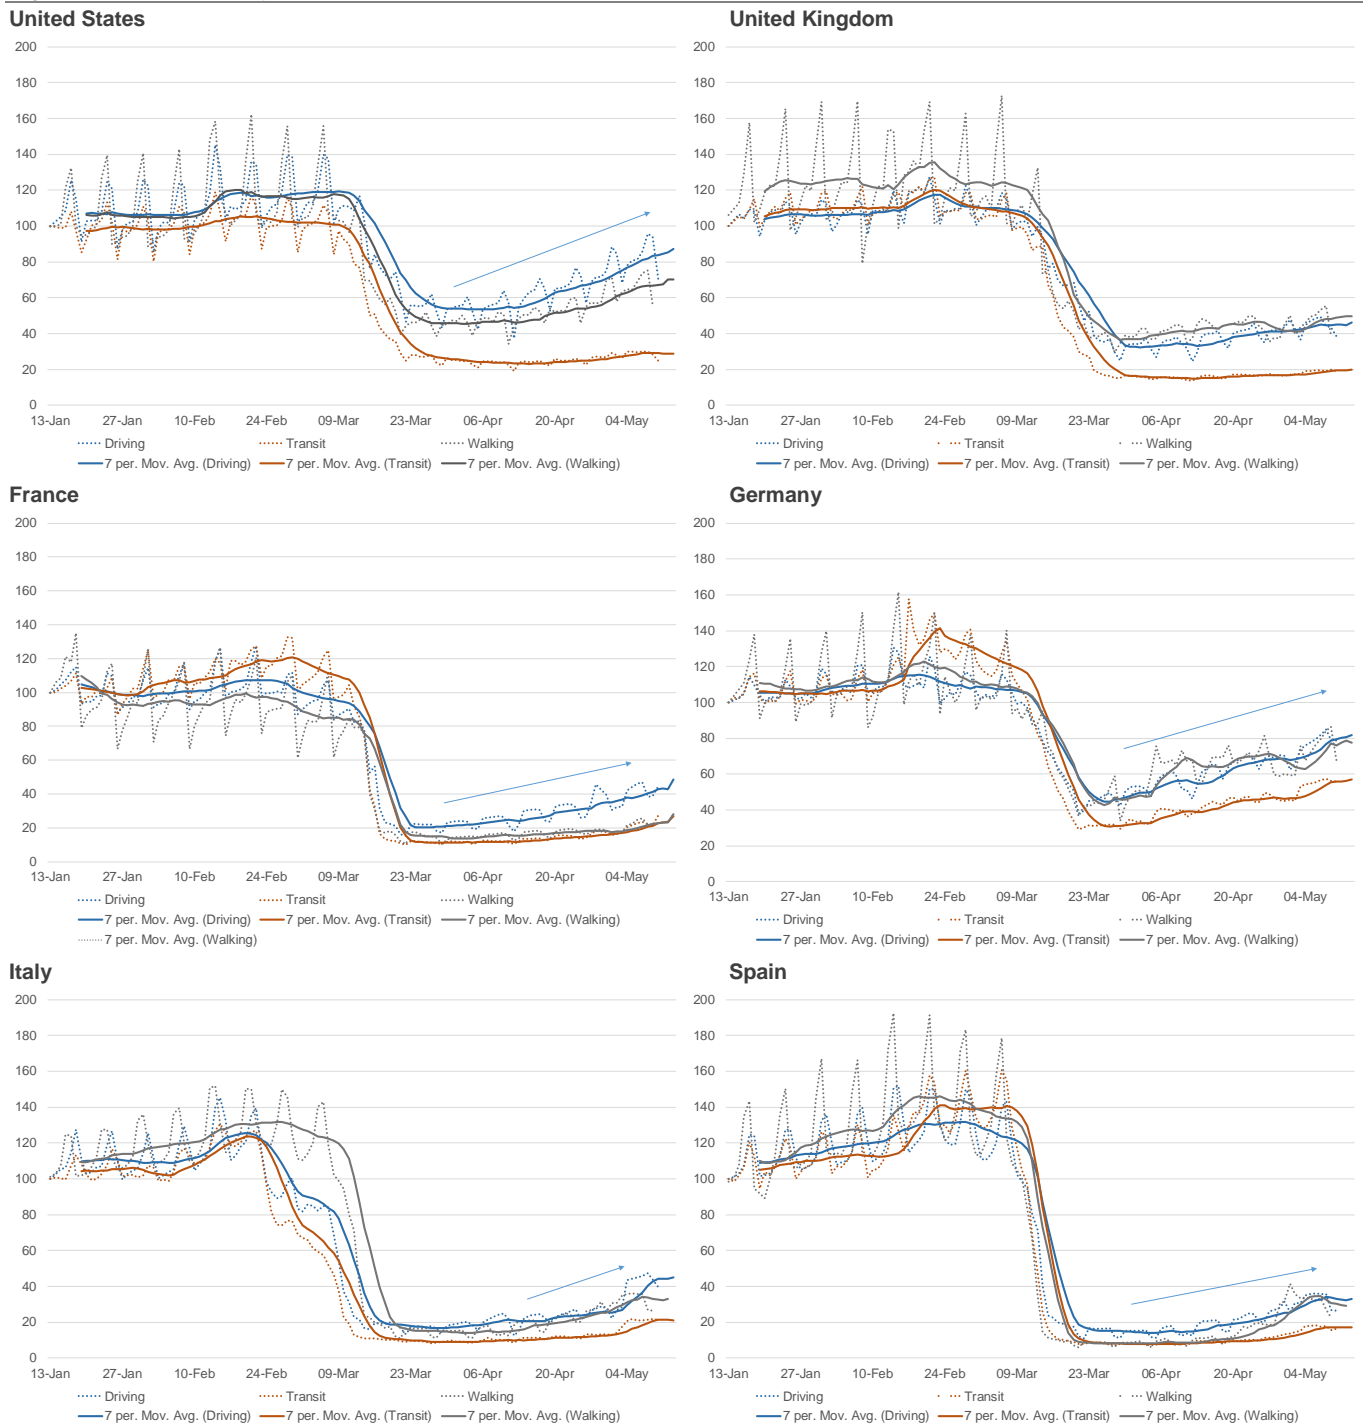 United States
United Kingdom
200
180
160
140
120
100
80
60
40
20
0
13-Jan 27-Jan 10-Feb 24-Feb 09-Mar 23-Mar 06-Apr 20-Apr 04-May
Driving Transit Walking
7 per. Mov. Avg. (Driving) 7 per. Mov. Avg. (Transit) 7 per. Mov. Avg. (Walking)
200
180
160
140
120
100
80
60
40
20
0
13-Jan 27-Jan 10-Feb 24-Feb 09-Mar 23-Mar 06-Apr 20-Apr 04-May
Driving Transit Walking
7 per. Mov. Avg. (Driving) 7 per. Mov. Avg. (Transit) 7 per. Mov. Avg. (Walking)
France
Germany
200
180
160
140
120
100
80
60
40
20
0
13-Jan 27-Jan 10-Feb 24-Feb 09-Mar 23-Mar 06-Apr 20-Apr 04-May
Driving Transit Walking
7 per. Mov. Avg. (Driving) 7 per. Mov. Avg. (Transit) 7 per. Mov. Avg. (Walking)
7 per. Mov. Avg. (Walking)
200
180
160
140
120
100
80
60
40
20
0
13-Jan 27-Jan 10-Feb 24-Feb 09-Mar 23-Mar 06-Apr 20-Apr 04-May
Driving Transit Walking
7 per. Mov. Avg. (Driving) 7 per. Mov. Avg. (Transit) 7 per. Mov. Avg. (Walking)
Italy
Spain
200
180
160
140
120
100
80
60
40
20
0
13-Jan 27-Jan 10-Feb 24-Feb 09-Mar 23-Mar 06-Apr 20-Apr 04-May
Driving Transit Walking
7 per. Mov. Avg. (Driving) 7 per. Mov. Avg. (Transit) 7 per. Mov. Avg. (Walking)
200
180
160
140
120
100
80
60
40
20
0
13-Jan 27-Jan 10-Feb 24-Feb 09-Mar 23-Mar 06-Apr 20-Apr 04-May
Driving Transit Walking
7 per. Mov. Avg. (Driving) 7 per. Mov. Avg. (Transit) 7 per. Mov. Avg. (Walking)